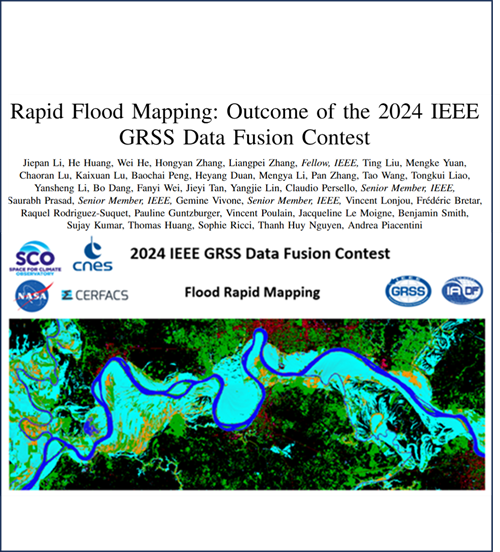 Rapid Flood Mapping: Outcome of the 2024 IEEE
GRSS Data Fusion Contest
Jiepan Li, He Huang, Wei He, Hongyan Zhang, Liangpei Zhang, Fellow, IEEE, Ting Liu, Mengke Yuan,
Chaoran Lu, Kaixuan Lu, Baochai Peng, Heyang Duan, Mengya Li, Pan Zhang, Tao Wang, Tongkui Liao,
Yansheng Li, Bo Dang, Fanyi Wei, Jieyi Tan, Yangjie Lin, Claudio Persello, Senior Member, IEEE,
Saurabh Prasad, Senior Member, IEEE, Gemine Vivone, Senior Member, IEEE, Vincent Lonjou, Frédéric Bretar,
Raquel Rodriguez-Suquet, Pauline Guntzburger, Vincent Poulain, Jacqueline Le Moigne, Benjamin Smith,
Sujay Kumar, Thomas Huang, Sophie Ricci, Thanh Huy Nguyen, Andrea Piacentini
SCO
SPACE FOR CLIMATE
OBSERVATORY
cnes
2024 IEEE GRSS Data Fusion Contest
NASA
CERFACS
Flood Rapid Mapping
GRSS
IADF